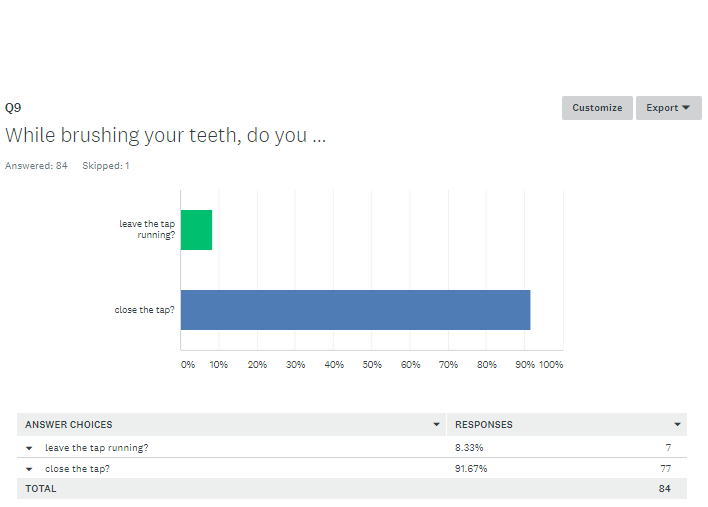 Q9
Customize
Export
While brushing your teeth, do you ...
Answered: 84 Skipped: 1
leave the tap
running?
close the tap?
0% 10% 20% 30% 40% 50% 60% 70% 80% 90% 100%
ANSWER CHOICES RESPONSES
leave the tap running? 8.33% 7
close the tap? 91.67% 77
TOTAL 84